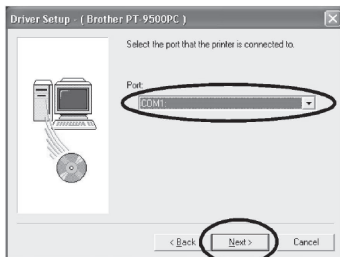 Driver Setup - ( Brother PT-9500PC )
Select the port that the printer is connected to.
Port:
COM1:
< Back
Next >
Cancel